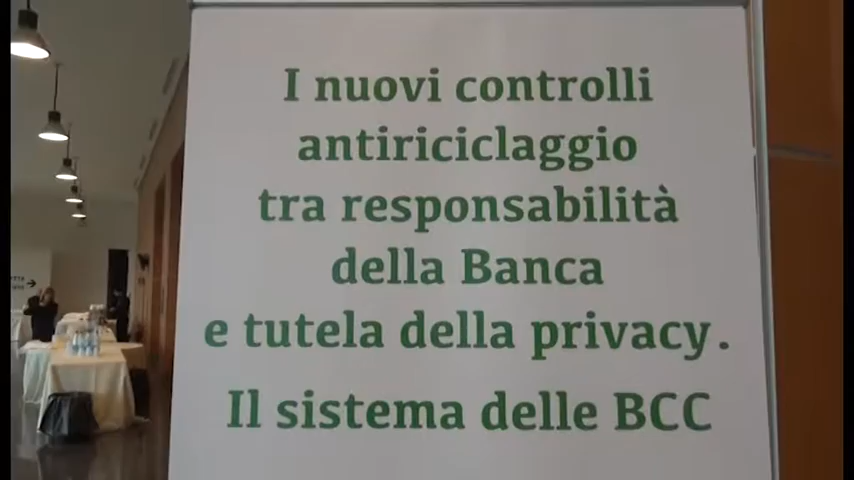 I nuovi controlli
antiriciclaggio
tra responsabilità
della Banca
e tutela della privacy.
Il sistema delle BCC